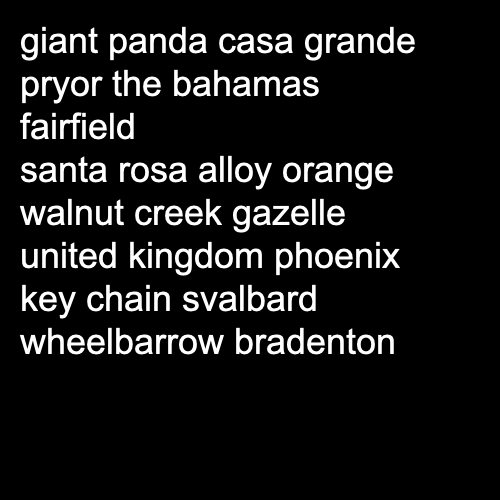 giant panda casa grande
pryor the bahamas
fairfield
santa rosa alloy orange
walnut creek gazelle
united kingdom phoenix
key chain svalbard
wheelbarrow bradenton